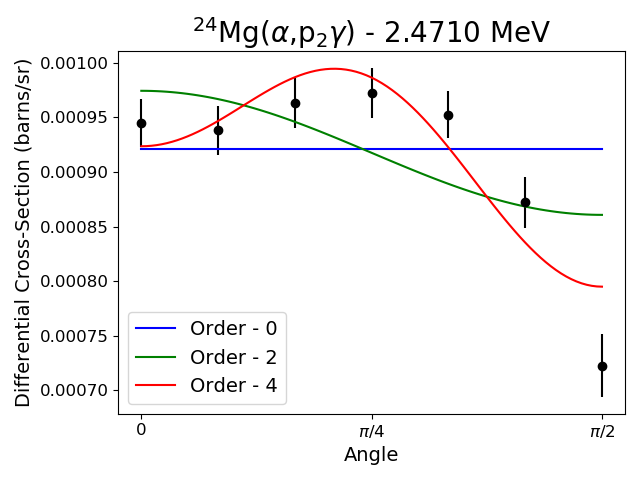 ²⁴Mg(α,p₂γ) - 2.4710 MeV
Differential Cross-Section (barns/sr)
0.00100
0.00095
0.00090
0.00085
0.00080
0.00075
0.00070
Order - 0
Order - 2
Order - 4
0 π/4 π/2
Angle